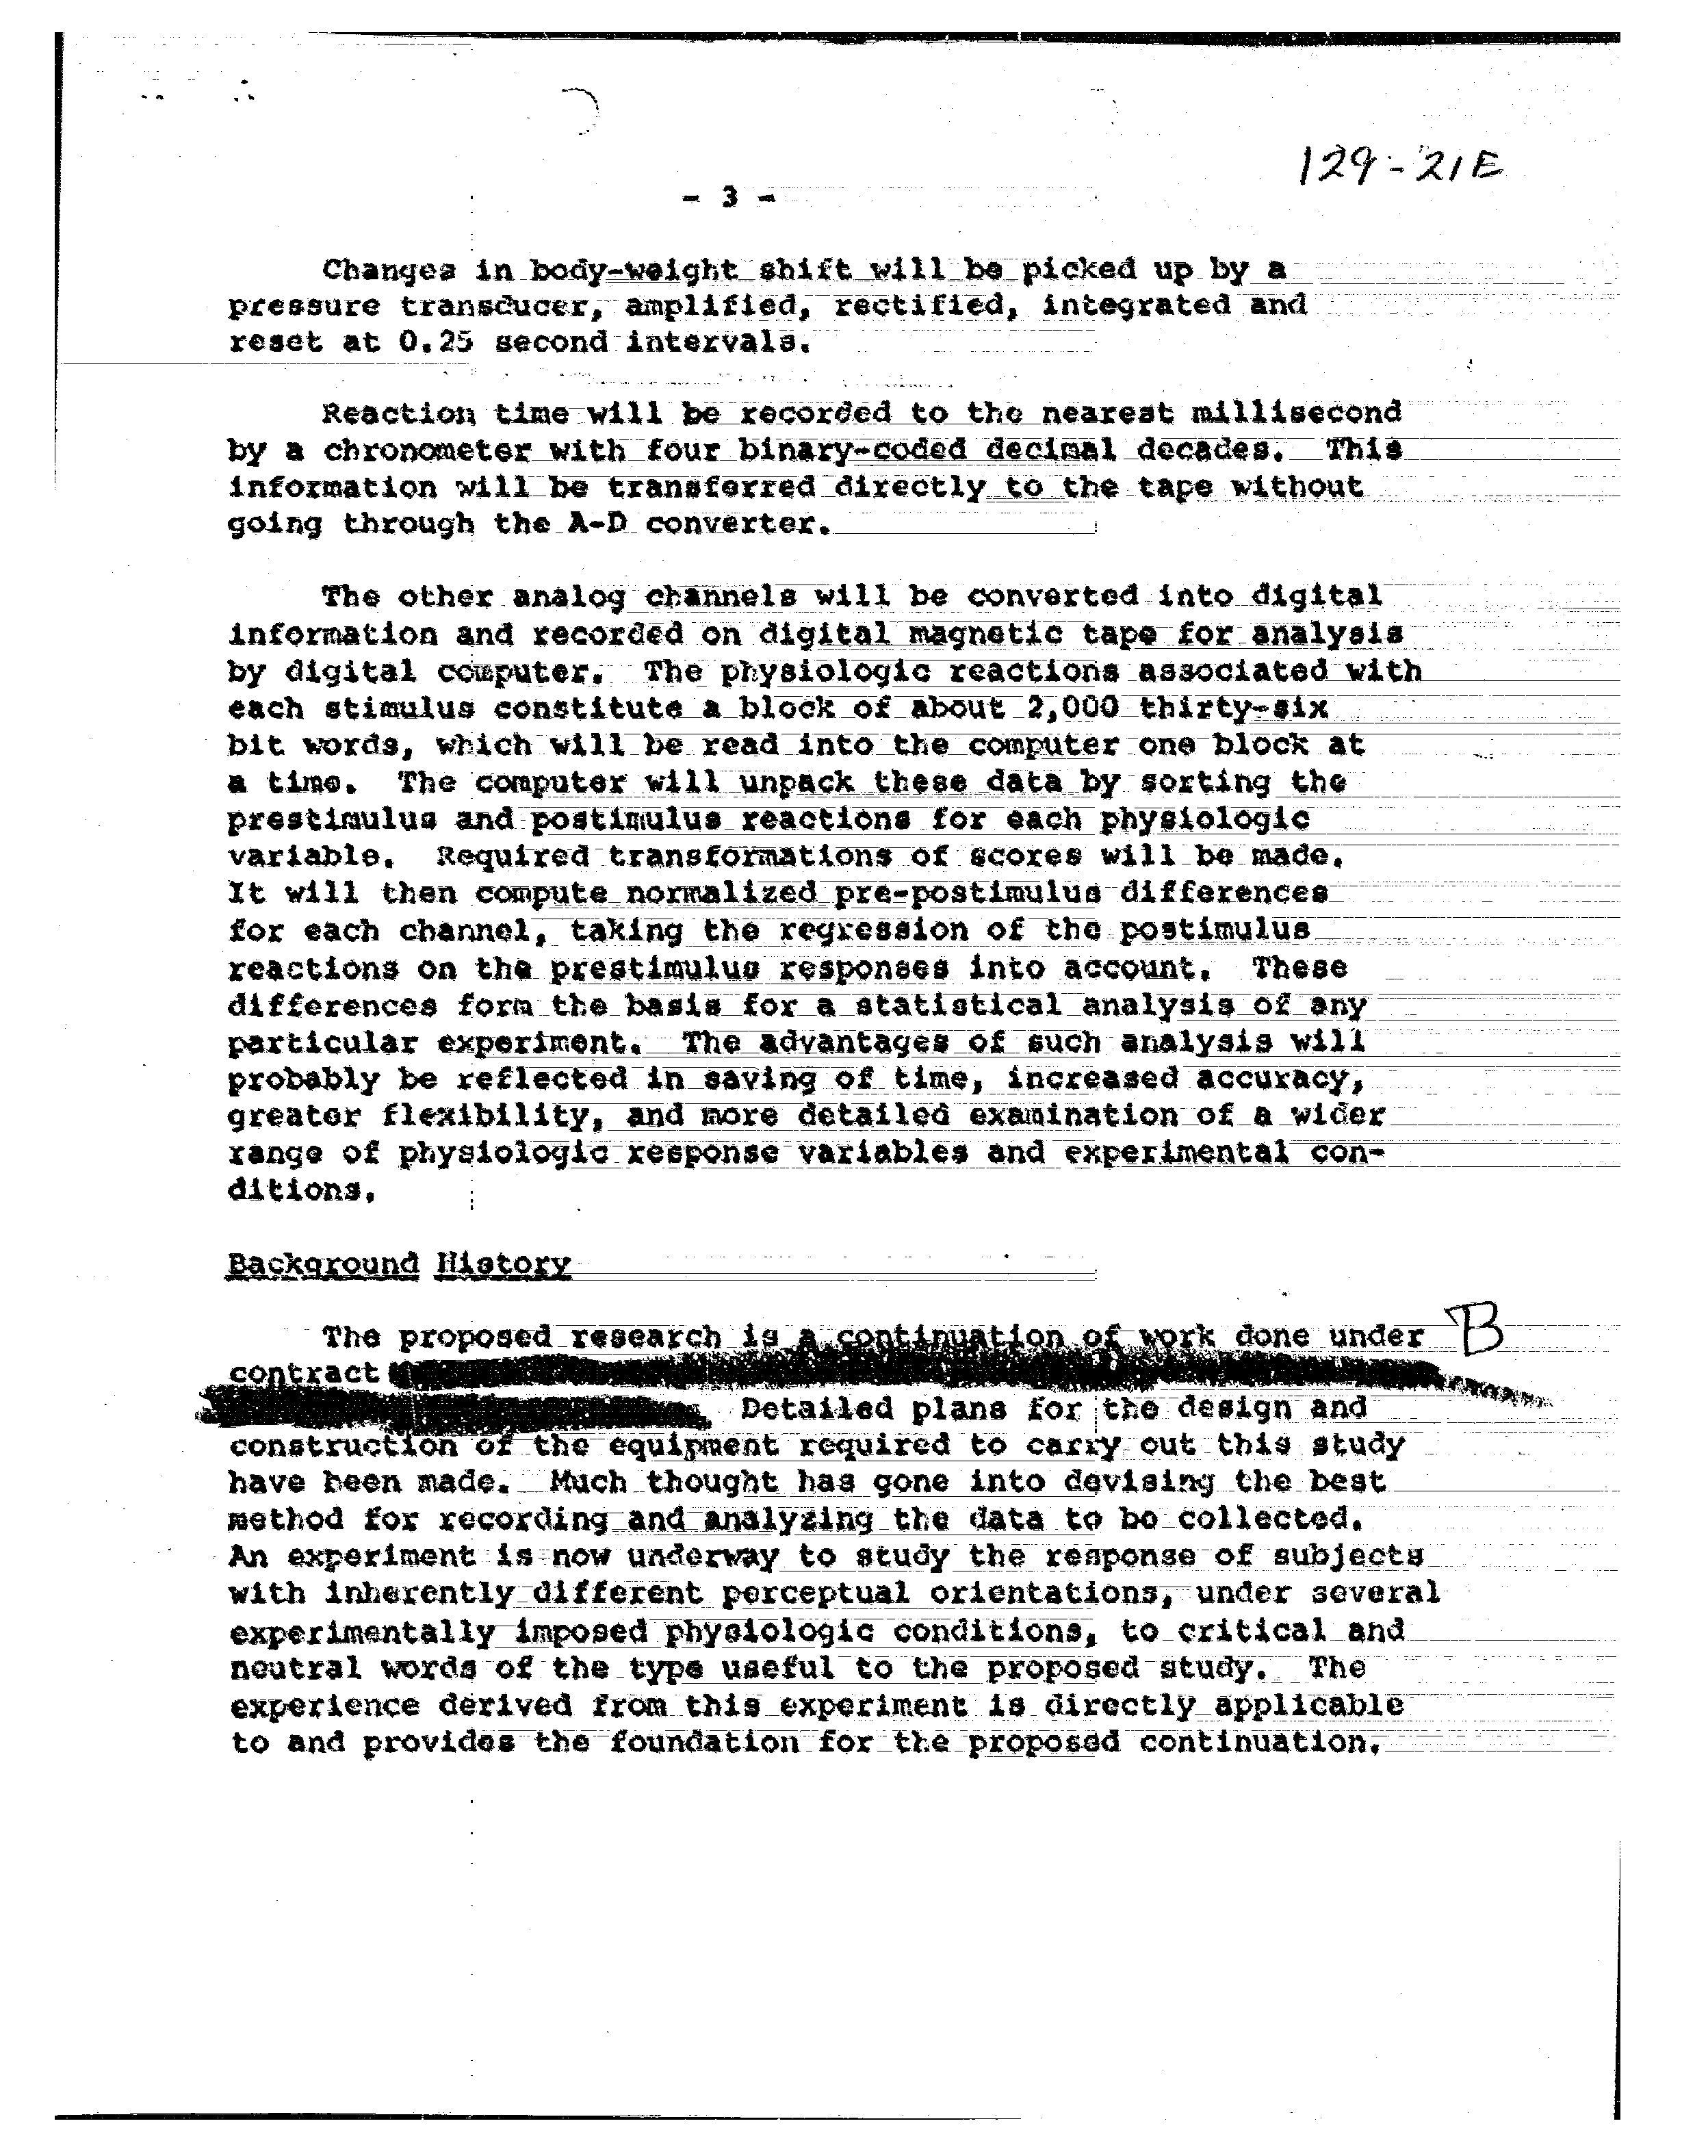 129-21E
- 3 -
Changes in body-weight shift will be picked up by a
pressure transducer, amplified, rectified, integrated and
reset at 0.25 second intervals.
Reaction time will be recorded to the nearest millisecond
by a chronometer with four binary-coded decimal decades. This
information will be transferred directly to the tape without
going through the A-D converter.
The other analog channels will be converted into digital
information and recorded on digital magnetic tape for analysis
by digital computer. The physiologic reactions associated with
each stimulus constitute a block of about 2,000 thirty-six
bit words, which will be read into the computer one block at
a time. The computer will unpack these data by sorting the
prestimulus and postimulus reactions for each physiologic
variable. Required transformations of scores will be made.
It will then compute normalized pre-postimulus differences
for each channel, taking the regression of the postimulus
reactions on the prestimulus responses into account. These
differences form the basis for a statistical analysis of any
particular experiment. The advantages of such analysis will
probably be reflected in saving of time, increased accuracy,
greater flexibility, and more detailed examination of a wider
range of physiologic response variables and experimental con-
ditions.
Background History
The proposed research is a continuation of work done under B
contract
Detailed plans for the design and
construction of the equipment required to carry out this study
have been made. Much thought has gone into devising the best
method for recording and analyzing the data to be collected.
An experiment is now underway to study the response of subjects
with inherently different perceptual orientations, under several
experimentally imposed physiologic conditions, to critical and
neutral words of the type useful to the proposed study. The
experience derived from this experiment is directly applicable
to and provides the foundation for the proposed continuation.